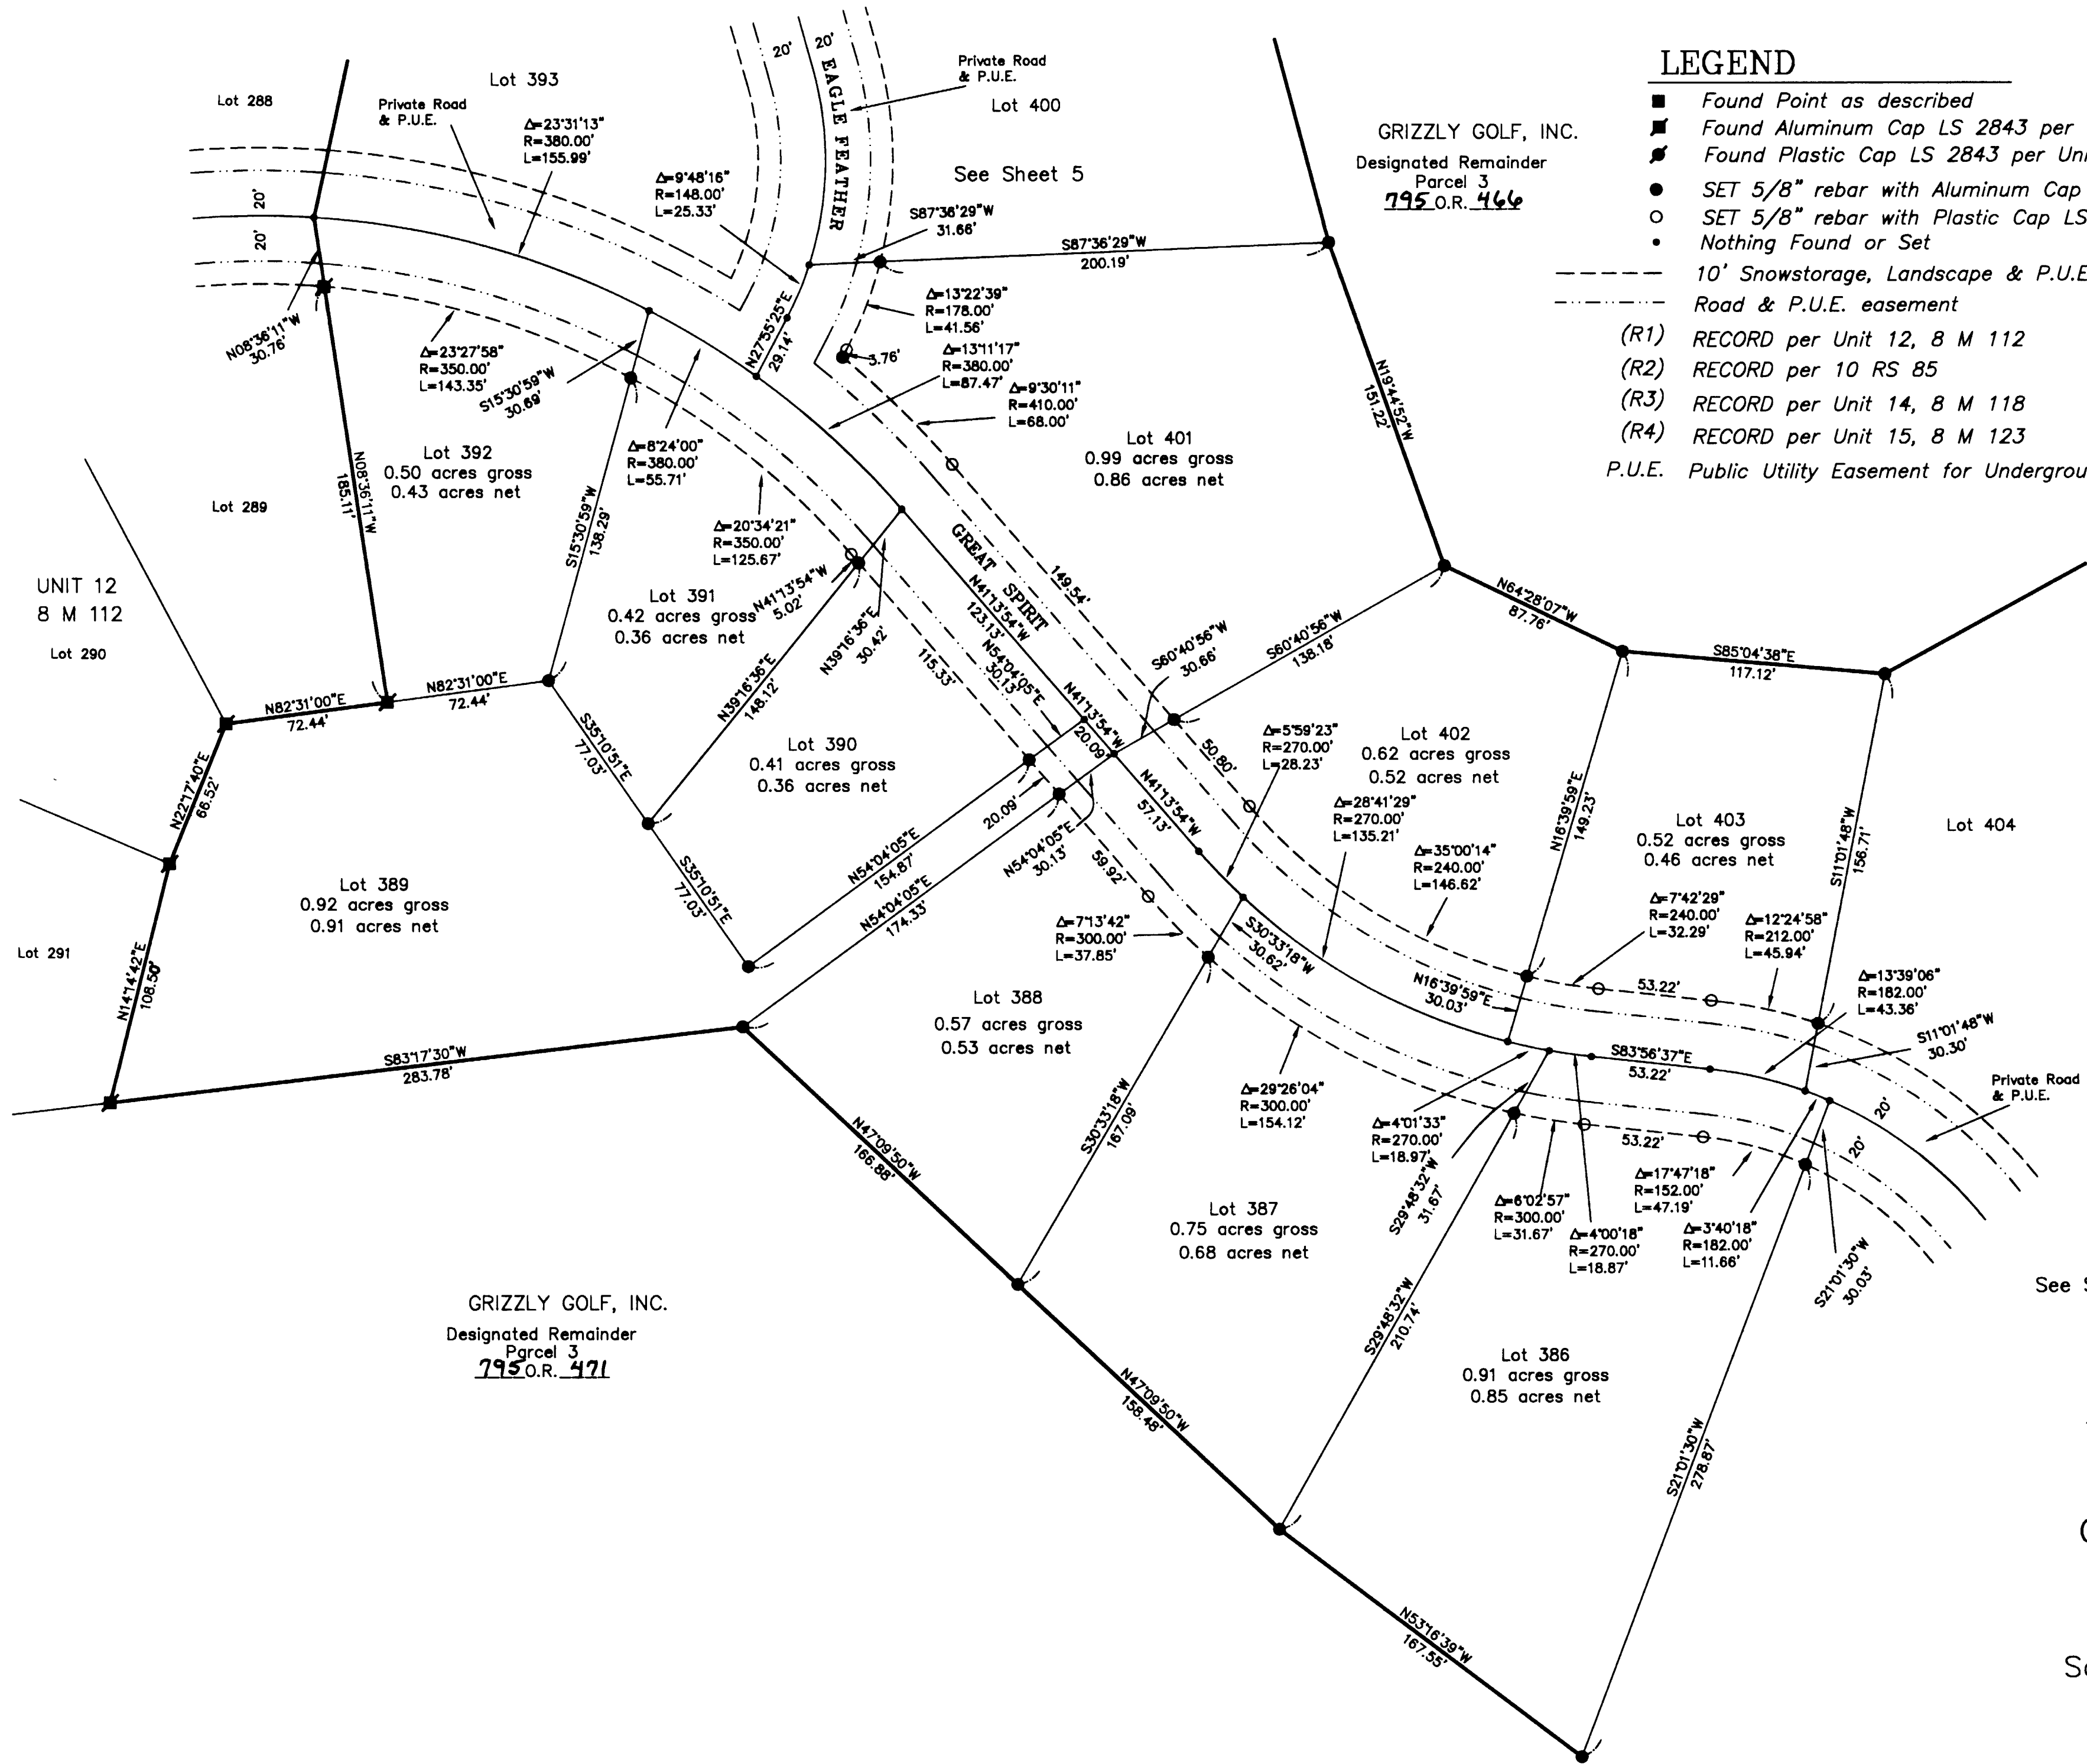 LEGEND
Found Point as described
Found Aluminum Cap LS 2843 per
Found Plastic Cap LS 2843 per
SET 5/8" rebar with Aluminum Cap
SET 5/8" rebar with Plastic Cap
Nothing Found or Set
10' Snowstorage, Landscape & P.U.E
Road & P.U.E. easement
(R1) RECORD per Unit 12, 8 M 112
(R2) RECORD per 10 RS 85
(R3) RECORD per Unit 14, 8 M 118
(R4) RECORD per Unit 15, 8 M 123
P.U.E. Public Utility Easement for
Lot 288
Lot 393
Private Road
& P.U.E.
Δ=23°31'13"
R=380.00'
L=155.99'
20'
20'
20'
20'
EAGLE FEATHER
Private Road
& P.U.E.
Lot 400
See Sheet 5
GRIZZLY GOLF, INC.
Designated Remainder
Parcel 3
795 O.R. 466
Δ=9°48'16"
R=148.00'
L=25.33'
S87°36'29"W
31.66'
S87°36'29"W
200.19'
N08°36'11"W
30.76'
Δ=23°27'58"
R=350.00'
L=143.35'
S15°30'59"W
30.69'
N27°55'25"E
29.14'
Δ=13°22'39"
R=178.00'
L=41.56'
3.76'
Δ=13°11'17"
R=380.00'
L=87.47'
Δ=9°30'11"
R=410.00'
L=68.00'
N19°44'52"W
151.22'
Lot 401
0.99 acres gross
0.86 acres net
Lot 392
0.50 acres gross
0.43 acres net
Δ=8°24'00"
R=380.00'
L=55.71'
N08°36'11"W
185.11'
S15°30'59"W
138.29'
Lot 289
Δ=20°34'21"
R=350.00'
L=125.67'
N41°13'54"W
5.02'
GREAT SPIRIT
N41°13'54"W
123.13'
149.54'
UNIT 12
8 M 112
Lot 290
Lot 391
0.42 acres gross
0.36 acres net
N39°16'36"E
30.42'
N39°16'36"E
148.12'
115.33'
N54°04'05"E
30.13'
N41°13'54"W
20.09'
S60°40'56"W
30.66'
S60°40'56"W
138.18'
N64°28'07"W
87.76'
S85°04'38"E
117.12'
N82°31'00"E
72.44'
N82°31'00"E
72.44'
S35°10'51"E
77.03'
N22°17'40"E
66.52'
Lot 390
0.41 acres gross
0.36 acres net
50.80'
Δ=5°59'23"
R=270.00'
L=28.23'
Lot 402
0.62 acres gross
0.52 acres net
N41°13'54"W
57.13'
Δ=28°41'29"
R=270.00'
L=135.21'
N16°39'59"E
149.23'
Lot 403
0.52 acres gross
0.46 acres net
S11°01'48"W
156.71'
Lot 404
20.09'
N54°04'05"E
30.13'
59.92'
N54°04'05"E
154.87'
N54°04'05"E
174.33'
S35°10'51"E
77.03'
Lot 389
0.92 acres gross
0.91 acres net
Lot 291
N14°14'42"E
108.50'
Δ=35°00'14"
R=240.00'
L=146.62'
Δ=7°42'29"
R=240.00'
L=32.29'
Δ=12°24'58"
R=212.00'
L=45.94'
Δ=7°13'42"
R=300.00'
L=37.85'
S30°33'18"W
30.62'
N16°39'59"E
30.03'
53.22'
Δ=13°39'06"
R=182.00'
L=43.36'
S11°01'48"W
30.30'
Lot 388
0.57 acres gross
0.53 acres net
S83°17'30"W
283.78'
S83°56'37"E
53.22'
Private Road
& P.U.E.
20'
20'
Δ=29°26'04"
R=300.00'
L=154.12'
Δ=4°01'33"
R=270.00'
L=18.97'
53.22'
N47°09'50"W
166.88'
S30°33'18"W
167.09'
S29°48'32"W
31.67'
Δ=6°02'57"
R=300.00'
L=31.67'
Δ=17°47'18"
R=152.00'
L=47.19'
Δ=4°00'18"
R=270.00'
L=18.87'
Δ=3°40'18"
R=182.00'
L=11.66'
S21°01'30"W
30.03'
Lot 387
0.75 acres gross
0.68 acres net
See
GRIZZLY GOLF, INC.
Designated Remainder
Parcel 3
795 O.R. 471
S29°48'32"W
210.74'
Lot 386
0.91 acres gross
0.85 acres net
N47°09'50"W
158.48'
S21°01'30"W
278.87'
N53°16'39"W
167.55'